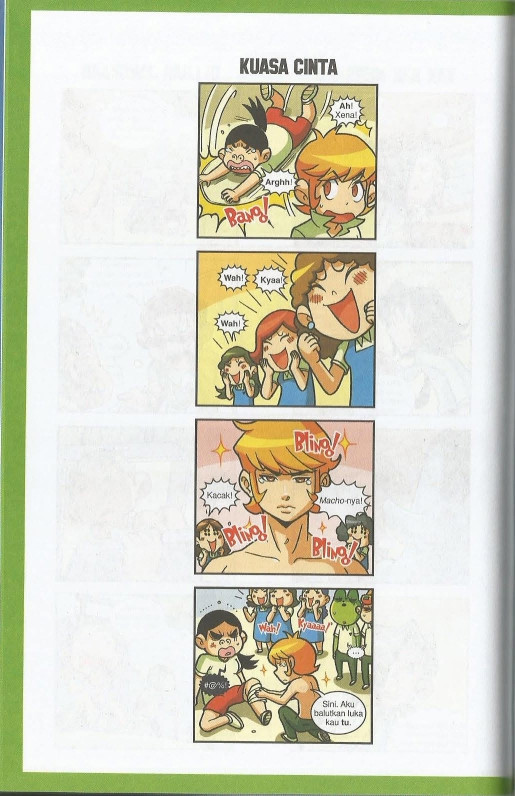 KUASA CINTA
Ah!
Xena!
Arghh!
BANG!
Wah!
Kyaa!
Wah!
BLING!
Kacak!
Macho-nya!
BLING!
BLING!
Wah!
Kyaaaa!
...
#@%!
Sini. Aku
balutkan luka
kau tu.